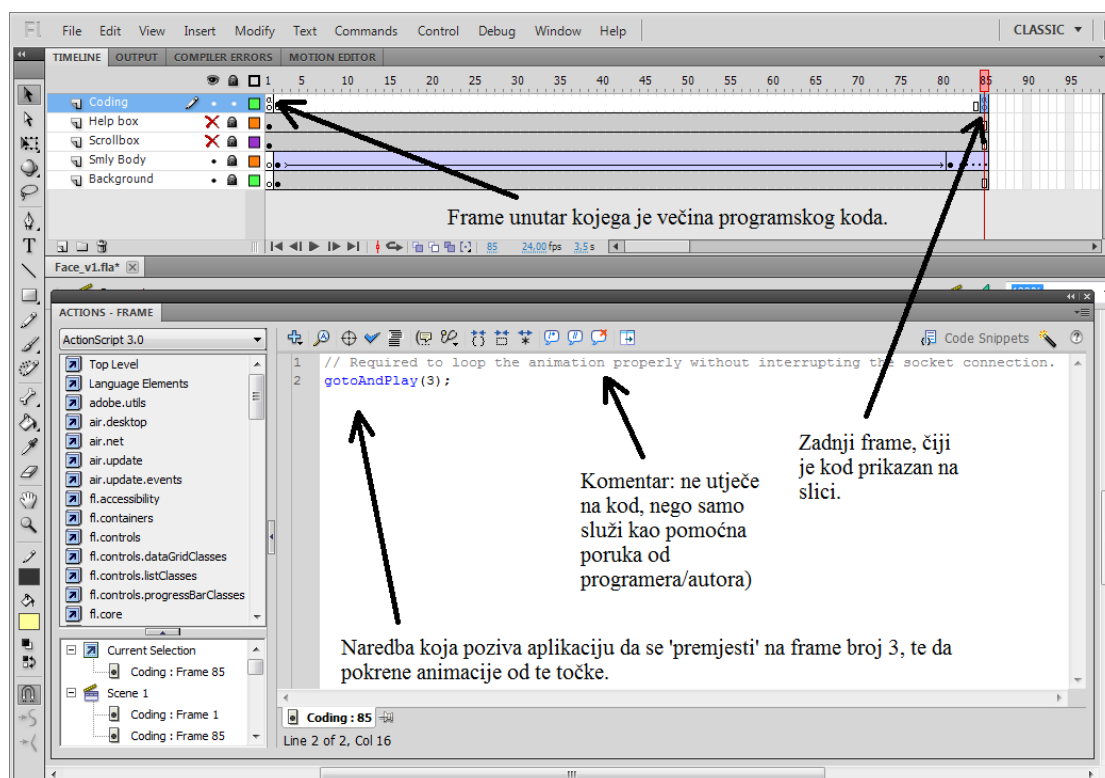 Fl File Edit View Insert Modify Text Commands Control Debug Window Help CLASSIC
TIMELINE OUTPUT COMPILER ERRORS MOTION EDITOR
1 5 10 15 20 25 30 35 40 45 50 55 60 65 70 75 80 85 90 95
Coding
Help box
Scrollbox
Smly Body
Background
Frame unutar kojega je večina programskog koda.
85 24.00 fps 3.5 s
Face_v1.fla*
ACTIONS - FRAME
ActionScript 3.0
Code Snippets
Top Level
Language Elements
adobe.utils
air.desktop
air.net
air.update
air.update.events
fl.accessibility
fl.containers
fl.controls
fl.controls.dataGridClasses
fl.controls.listClasses
fl.controls.progressBarClasses
fl.core
1 // Required to loop the animation properly without interrupting the socket connection.
2 gotoAndPlay(3);
Zadnji frame, čiji
je kod prikazan na
slici.
Komentar: ne utječe
na kod, nego samo
služi kao pomoćna
poruka od
programera/autora)
Naredba koja poziva aplikaciju da se 'premjesti' na frame broj 3, te da
pokrene animacije od te točke.
Current Selection
Coding : Frame 85
Scene 1
Coding : Frame 1
Coding : Frame 85
Coding : 85
Line 2 of 2, Col 16